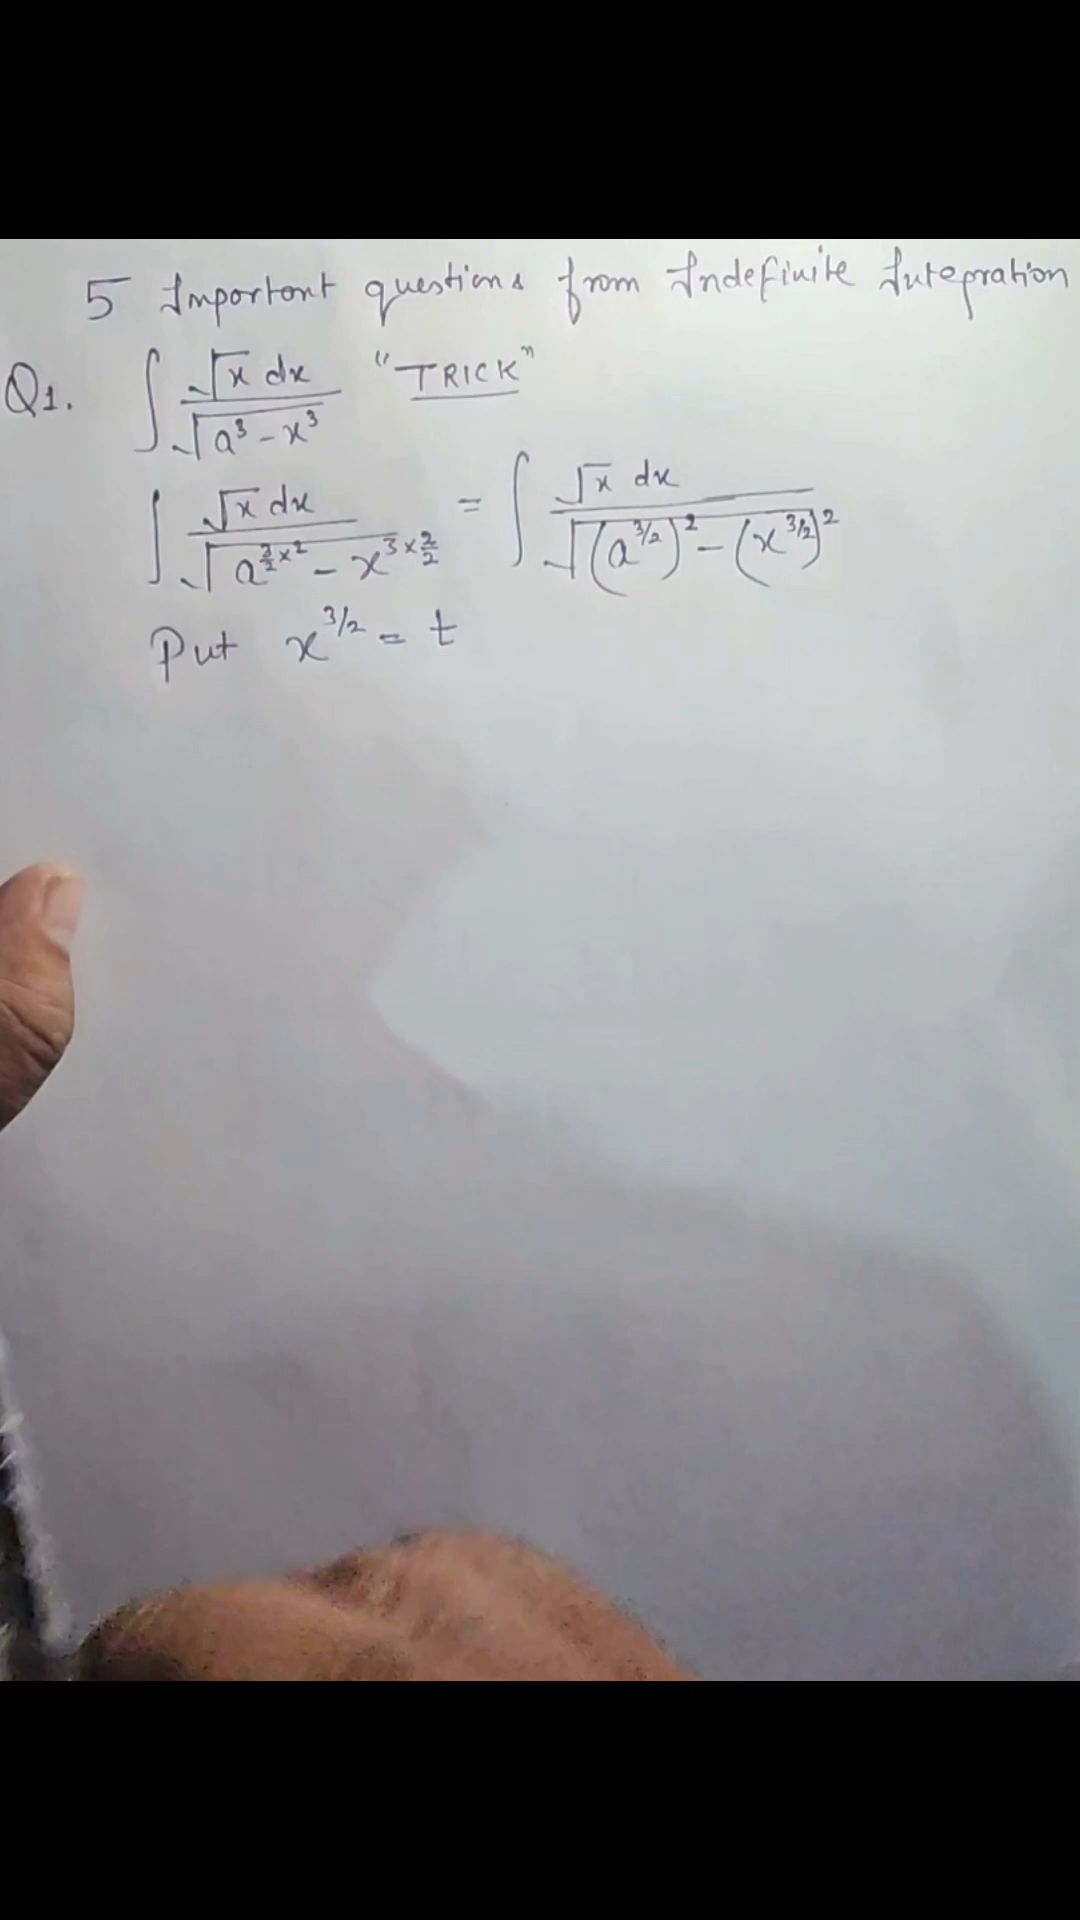 5 Important questions from Indefinite Integration
Q1. ∫ √x dx / √(a³ - x³) "TRICK"
∫ √x dx / √(a^(3/2 × 2) - x^(3 × 2/2)) = ∫ √x dx / √((a^(3/2))² - (x^(3/2))²)
Put x^(3/2) = t